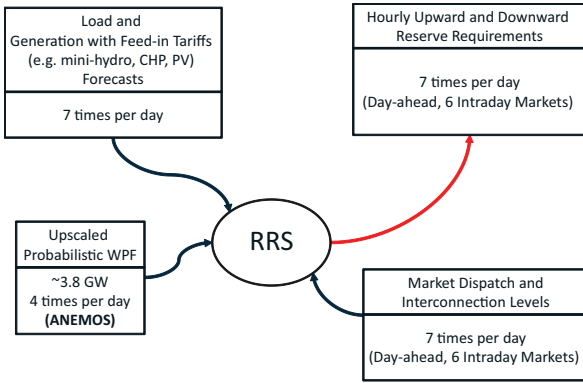 Load and
Generation with Feed-in Tariffs
(e.g. mini-hydro, CHP, PV)
Forecasts
7 times per day
Hourly Upward and Downward
Reserve Requirements
7 times per day
(Day-ahead, 6 Intraday Markets)
RRS
Upscaled
Probabilistic WPF
~3.8 GW
4 times per day
(ANEMOS)
Market Dispatch and
Interconnection Levels
7 times per day
(Day-ahead, 6 Intraday Markets)